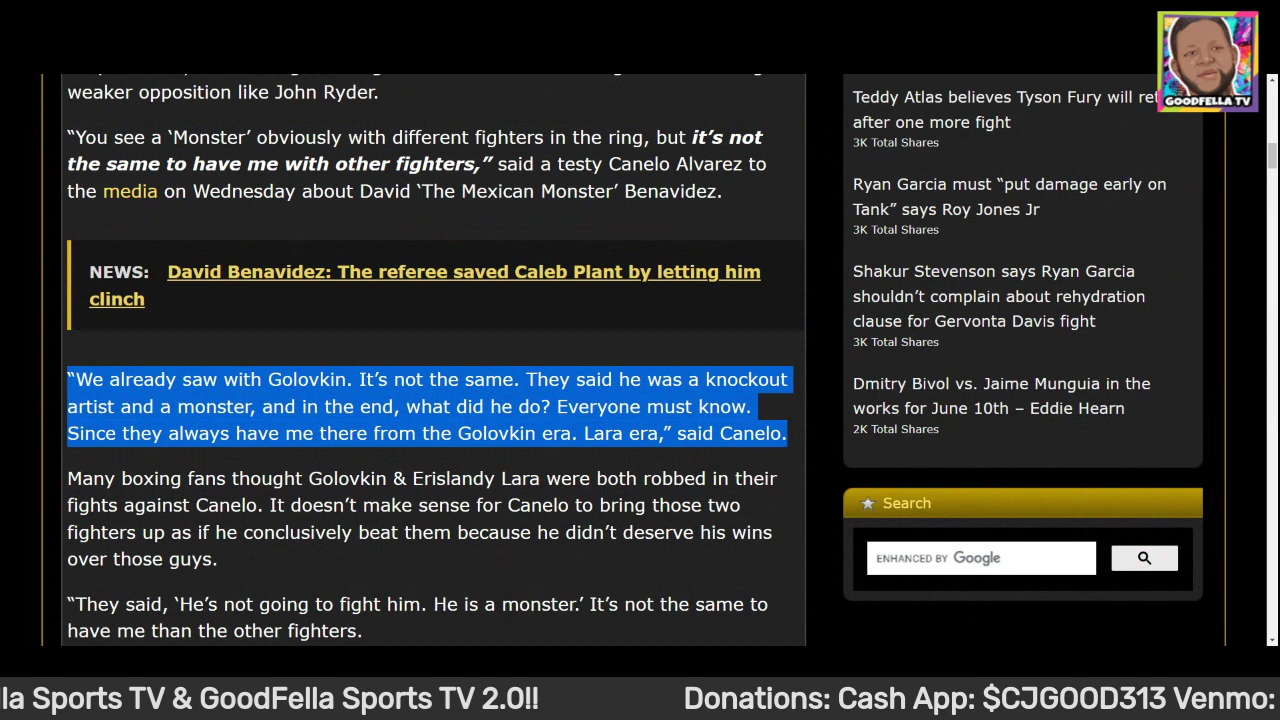 weaker opposition like John Ryder.
“You see a ‘Monster’ obviously with different fighters in the ring, but it’s not
the same to have me with other fighters,” said a testy Canelo Alvarez to
the media on Wednesday about David ‘The Mexican Monster’ Benavidez.
NEWS: David Benavidez: The referee saved Caleb Plant by letting him
clinch
“We already saw with Golovkin. It’s not the same. They said he was a knockout
artist and a monster, and in the end, what did he do? Everyone must know.
Since they always have me there from the Golovkin era. Lara era,” said Canelo.
Many boxing fans thought Golovkin & Erislandy Lara were both robbed in their
fights against Canelo. It doesn’t make sense for Canelo to bring those two
fighters up as if he conclusively beat them because he didn’t deserve his wins
over those guys.
“They said, ‘He’s not going to fight him. He is a monster.’ It’s not the same to
have me than the other fighters.
GOODFELLA TV
Teddy Atlas believes Tyson Fury will
after one more fight
3K Total Shares
Ryan Garcia must “put damage early on
Tank” says Roy Jones Jr
3K Total Shares
Shakur Stevenson says Ryan Garcia
shouldn’t complain about rehydration
clause for Gervonta Davis fight
3K Total Shares
Dmitry Bivol vs. Jaime Munguia in the
works for June 10th – Eddie Hearn
2K Total Shares
Search
ENHANCED BY Google
lla Sports TV & GoodFella Sports TV 2.0!! Donations: Cash App: $CJGOOD313 Venmo: